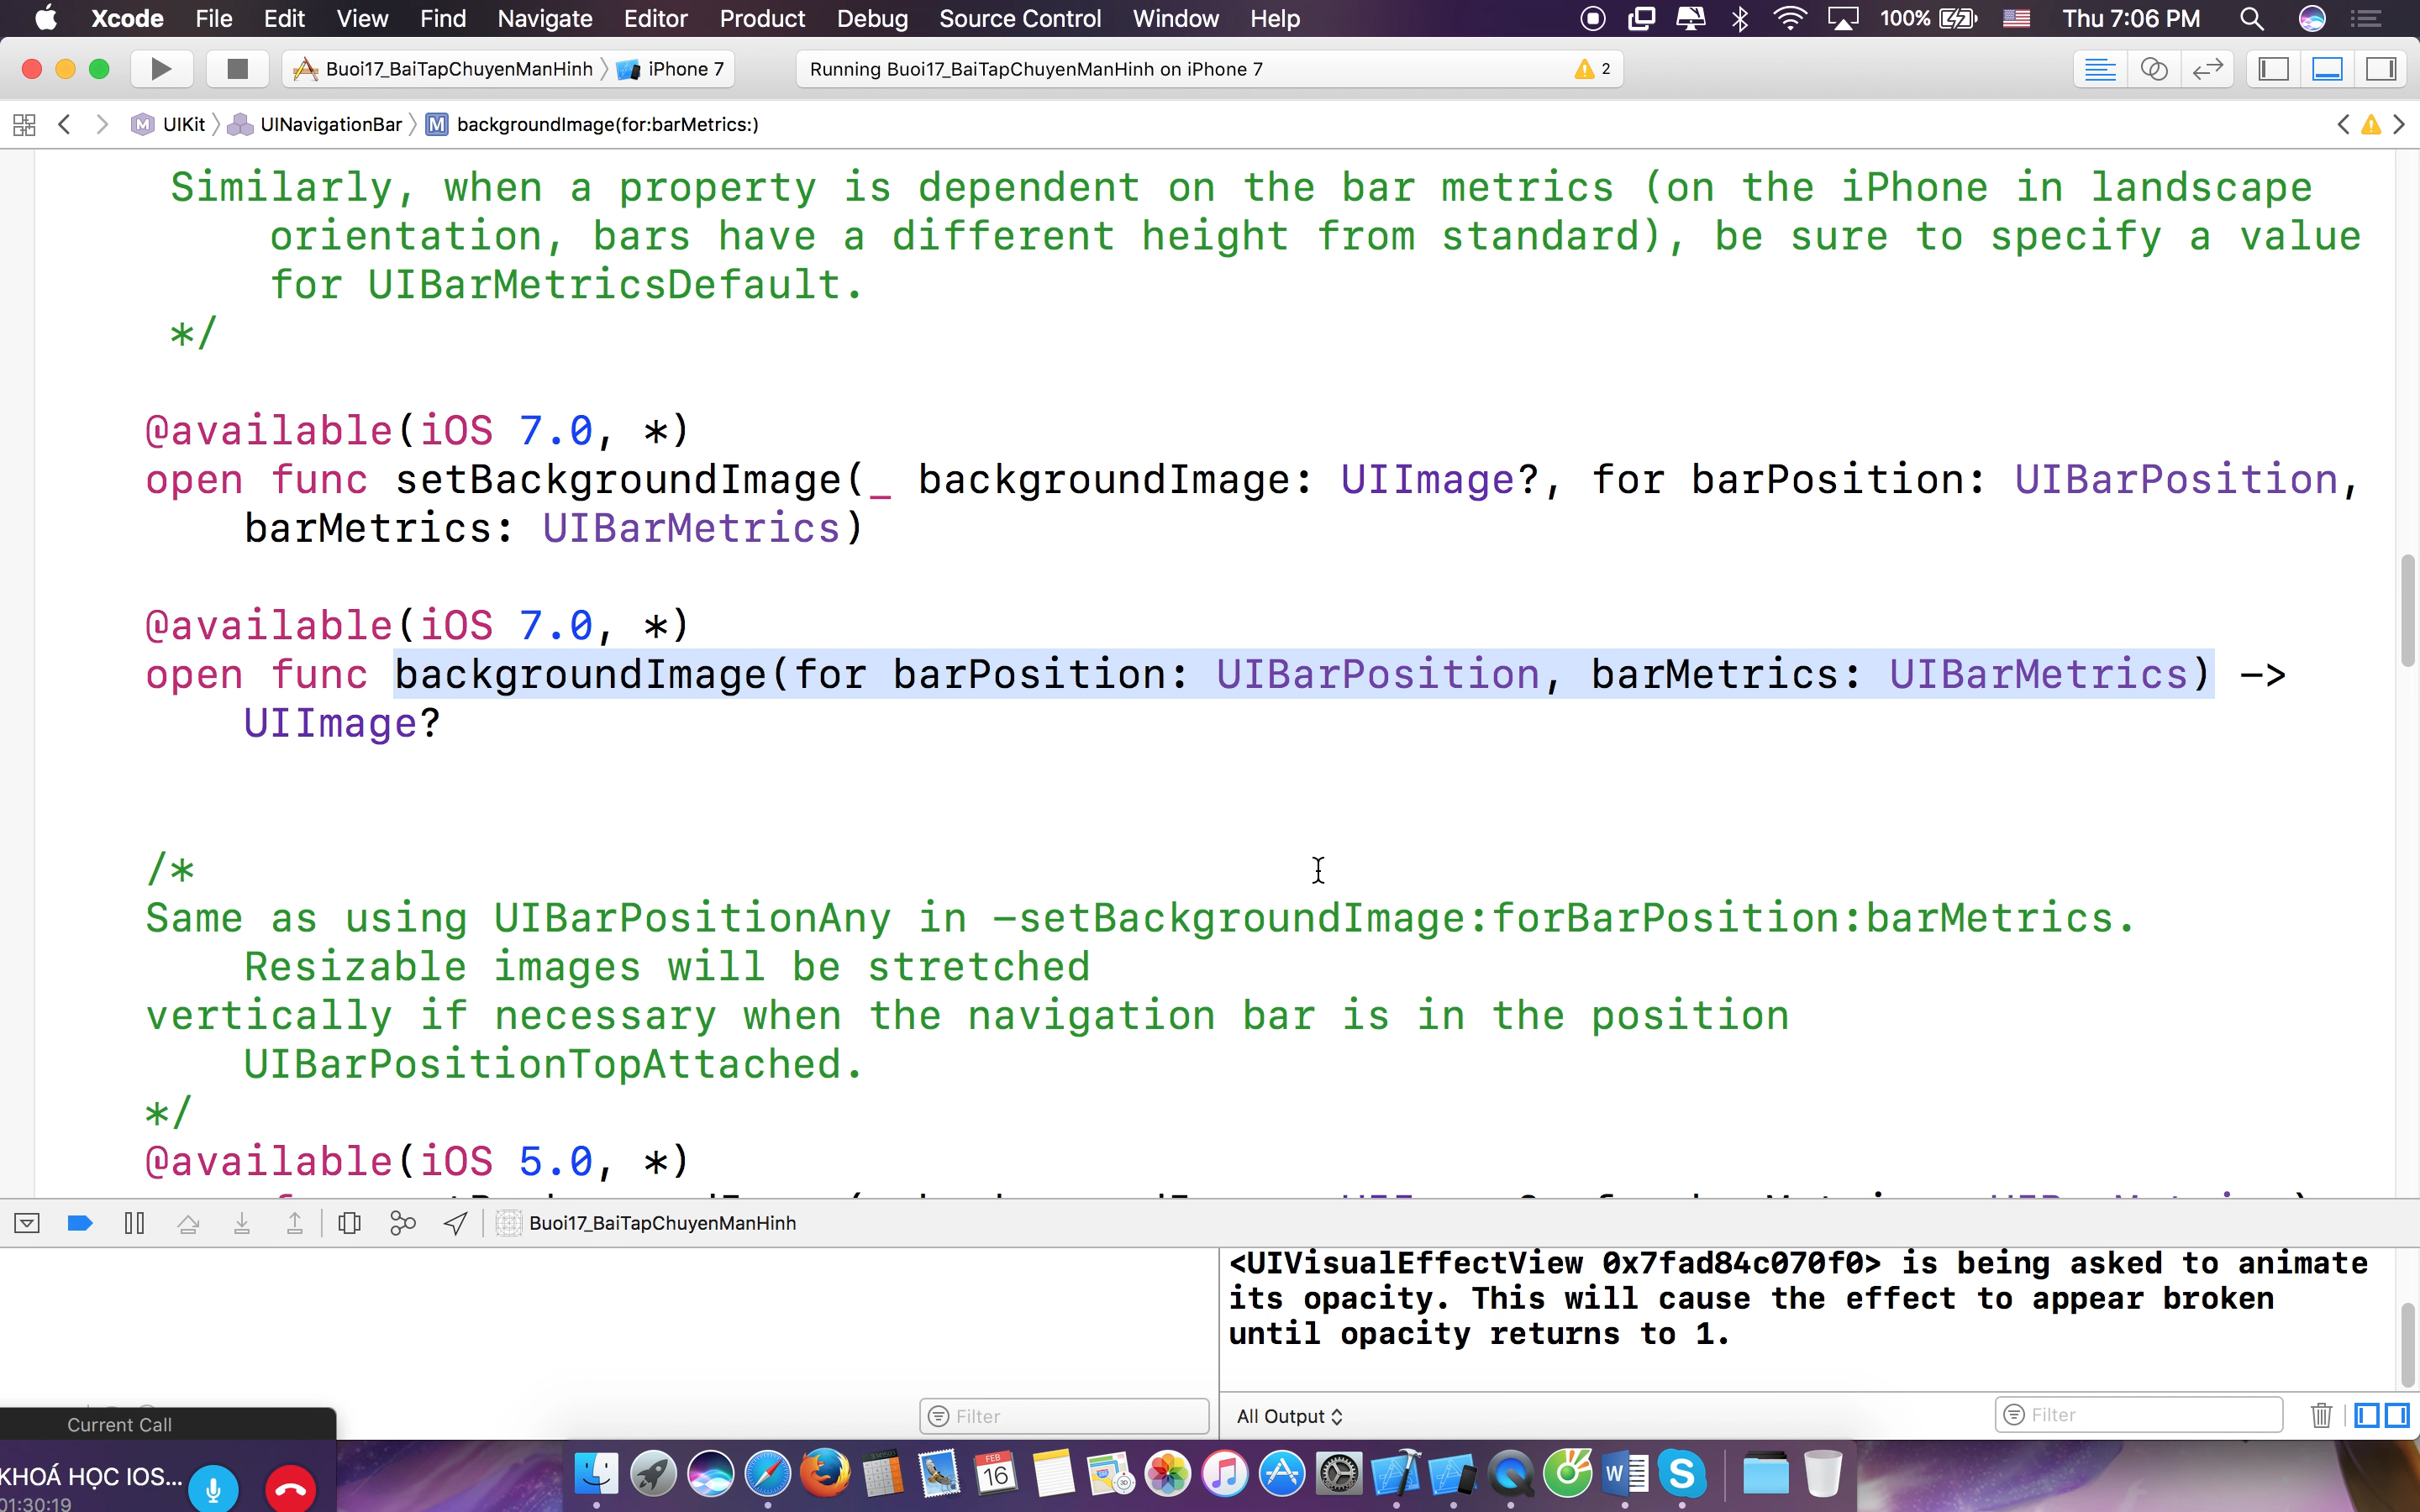 Xcode File Edit View Find Navigate Editor Product Debug Source Control Window Help 100% Thu 7:06 PM
Buoi17_BaiTapChuyenManHinh iPhone 7 Running Buoi17_BaiTapChuyenManHinh on iPhone 7 2
UIKit UINavigationBar M backgroundImage(for:barMetrics:)
Similarly, when a property is dependent on the bar metrics (on the iPhone in landscape
orientation, bars have a different height from standard), be sure to specify a value
for UIBarMetricsDefault.
*/
@available(iOS 7.0, *)
open func setBackgroundImage(_ backgroundImage: UIImage?, for barPosition: UIBarPosition,
barMetrics: UIBarMetrics)
@available(iOS 7.0, *)
open func backgroundImage(for barPosition: UIBarPosition, barMetrics: UIBarMetrics) ->
UIImage?
/*
Same as using UIBarPositionAny in -setBackgroundImage:forBarPosition:barMetrics.
Resizable images will be stretched
vertically if necessary when the navigation bar is in the position
UIBarPositionTopAttached.
*/
@available(iOS 5.0, *)
Buoi17_BaiTapChuyenManHinh
<UIVisualEffectView 0x7fad84c070f0> is being asked to animate
its opacity. This will cause the effect to appear broken
until opacity returns to 1.
Filter
All Output
Filter
Current Call
KHOÁ HỌC IOS...
01:30:19
FEB
16